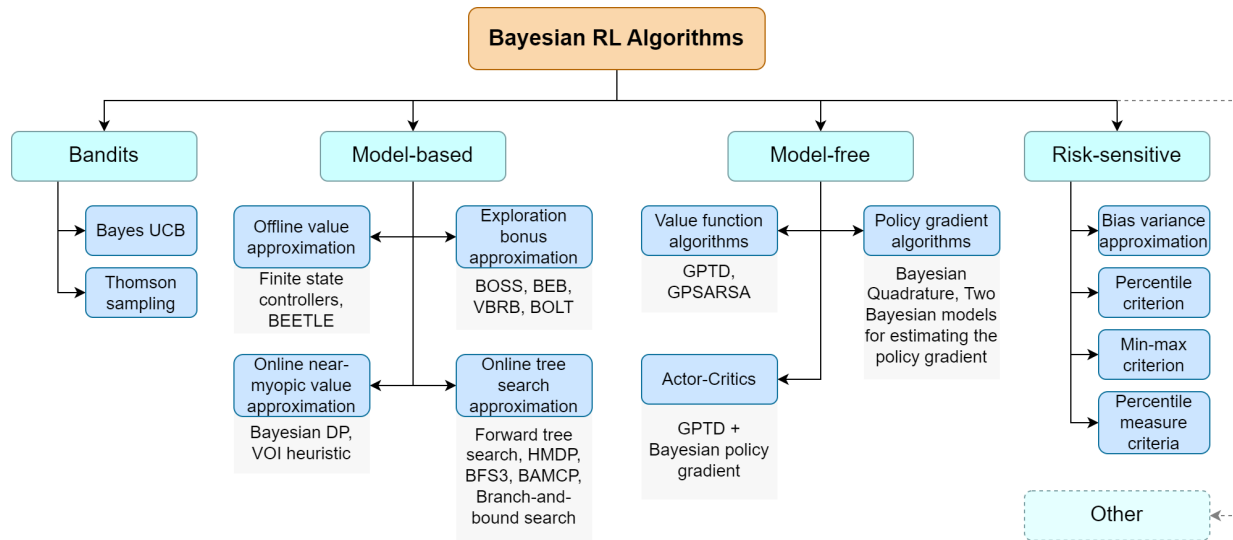 Bayesian RL Algorithms
Bandits
Bayes UCB
Thomson
sampling
Model-based
Offline value
approximation
Finite state
controllers,
BEETLE
Exploration
bonus
approximation
BOSS, BEB,
VBRB, BOLT
Online near-
myopic value
approximation
Bayesian DP,
VOI heuristic
Online tree
search
approximation
Forward tree
search, HMDP,
BFS3, BAMCP,
Branch-and-
bound search
Model-free
Value function
algorithms
GPTD,
GPSARSA
Policy gradient
algorithms
Bayesian
Quadrature, Two
Bayesian models
for estimating the
policy gradient
Actor-Critics
GPTD +
Bayesian policy
gradient
Risk-sensitive
Bias variance
approximation
Percentile
criterion
Min-max
criterion
Percentile
measure
criteria
Other